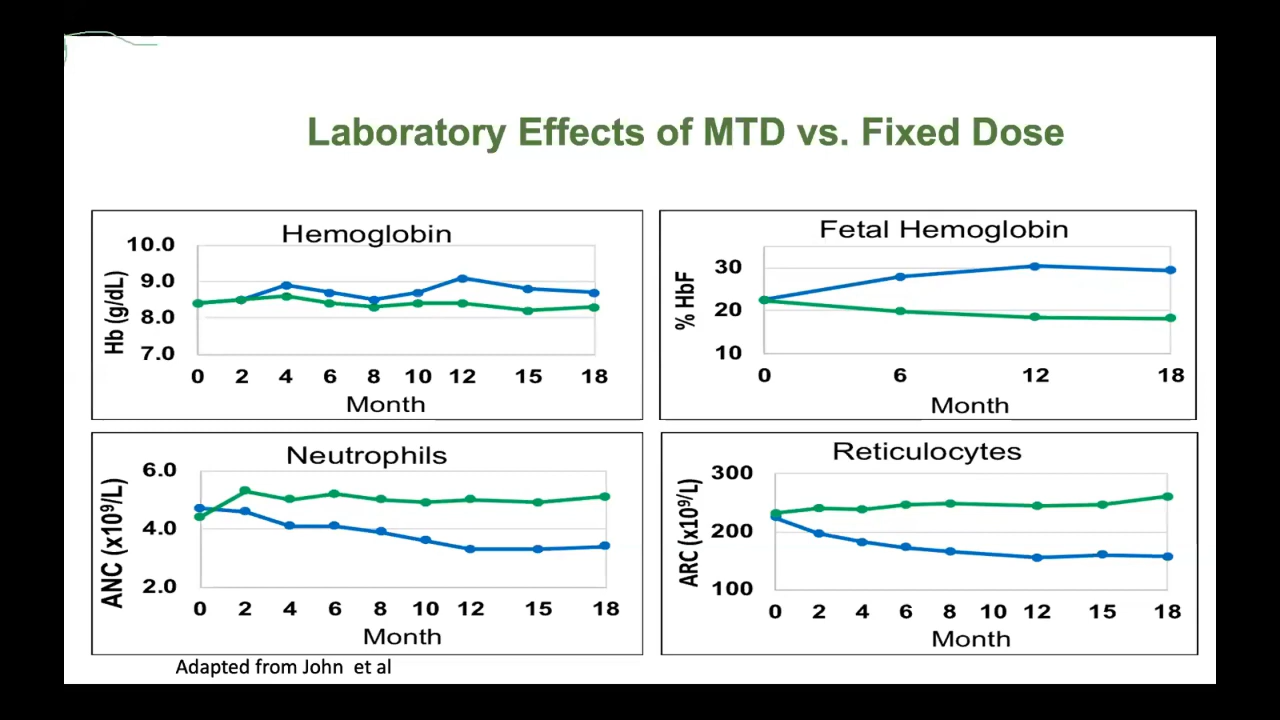 Laboratory Effects of MTD vs. Fixed Dose
Hemoglobin
Hb (g/dL)
10.0
9.0
8.0
7.0
0 2 4 6 8 10 12 15 18
Month
Fetal Hemoglobin
% HbF
30
20
10
0 6 12 18
Month
Neutrophils
ANC (x10⁹/L)
6.0
4.0
2.0
0 2 4 6 8 10 12 15 18
Month
Reticulocytes
ARC (x10⁹/L)
300
200
100
0 2 4 6 8 10 12 15 18
Month
Adapted from John et al